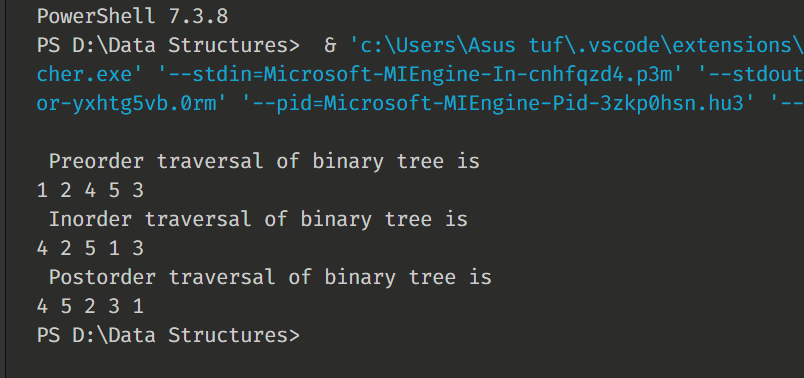 PowerShell 7.3.8
PS D:\Data Structures>  & 'c:\Users\Asus tuf\.vscode\extensions\
cher.exe' '--stdin=Microsoft-MIEngine-In-cnhfqzd4.p3m' '--stdout
or-yxhtg5vb.0rm' '--pid=Microsoft-MIEngine-Pid-3zkp0hsn.hu3' '--
Preorder traversal of binary tree is
1 2 4 5 3
Inorder traversal of binary tree is
4 2 5 1 3
Postorder traversal of binary tree is
4 5 2 3 1
PS D:\Data Structures>